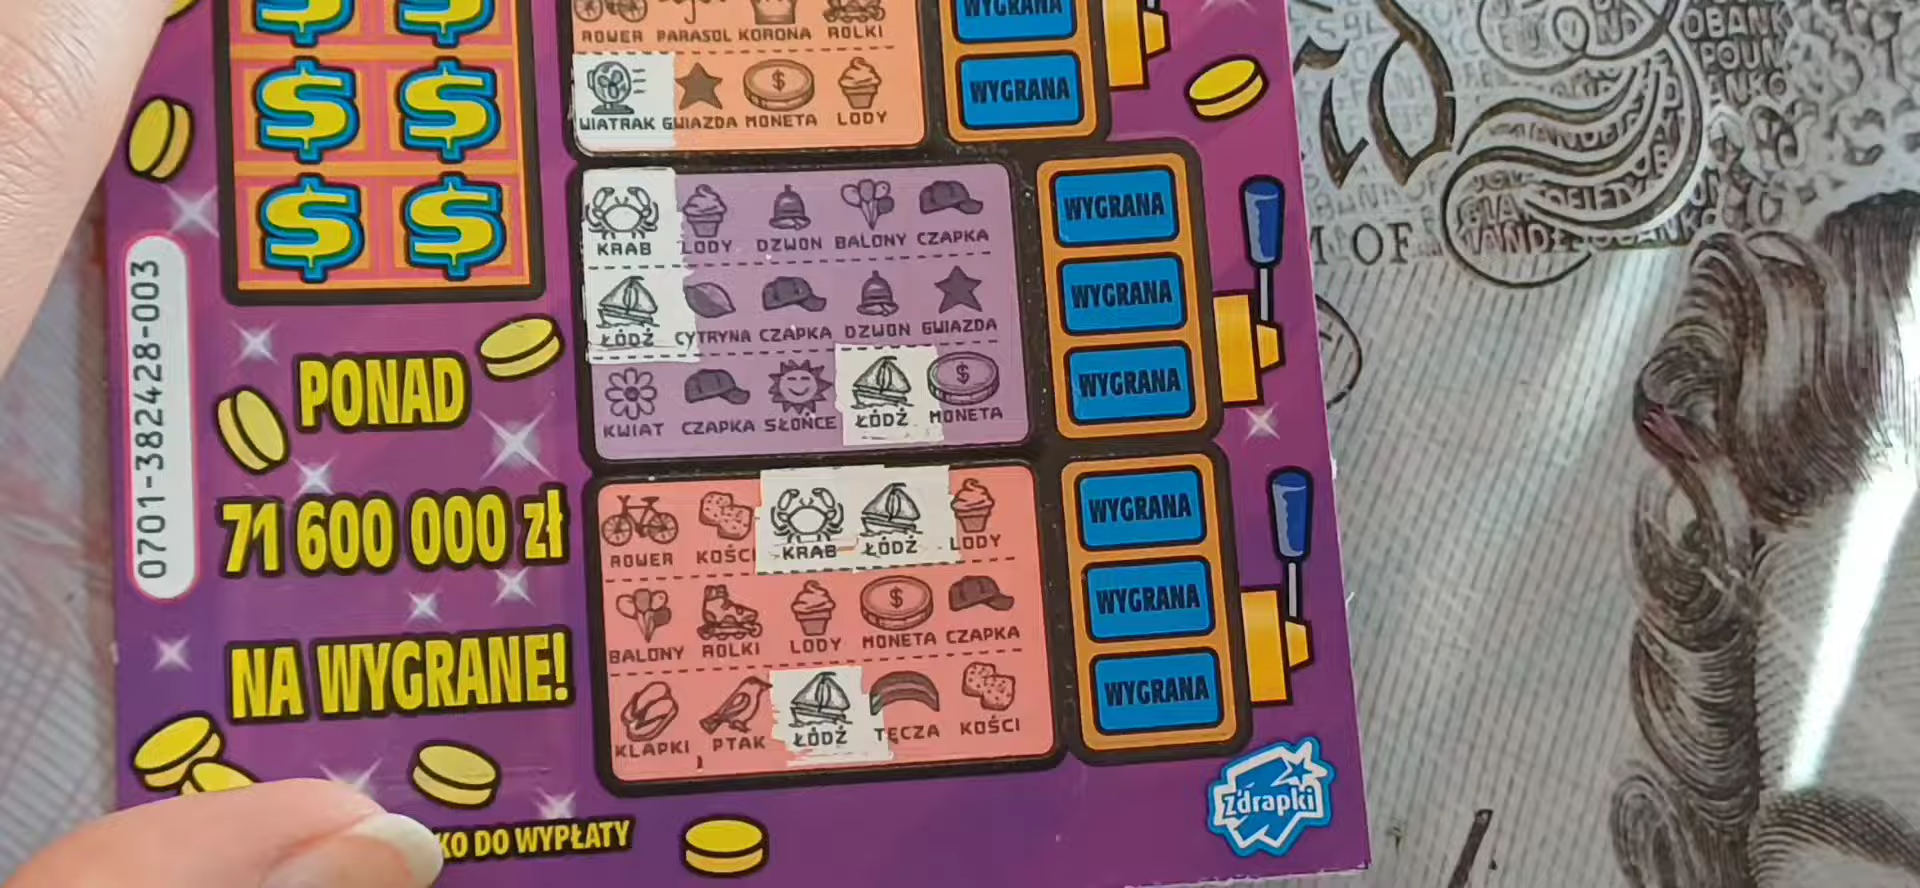 ROWER PARASOL KORONA ROLKI
WYGRANA
WIATRAK GWIAZDA MONETA LODY
WYGRANA
KRAB LODY DZWON BALONY CZAPKA
WYGRANA
ŁÓDŹ CYTRYNA CZAPKA DZWON GWIAZDA
WYGRANA
KWIAT CZAPKA SŁOŃCE ŁÓDŹ MONETA
WYGRANA
ROWER KOŚCI KRAB ŁÓDŹ LODY
WYGRANA
BALONY ROLKI LODY MONETA CZAPKA
WYGRANA
KLAPKI PTAK ŁÓDŹ TĘCZA KOŚCI
WYGRANA
0701-382428-003
PONAD
71 600 000 zł
NA WYGRANE!
KO DO WYPŁATY
Zdrapki
OF